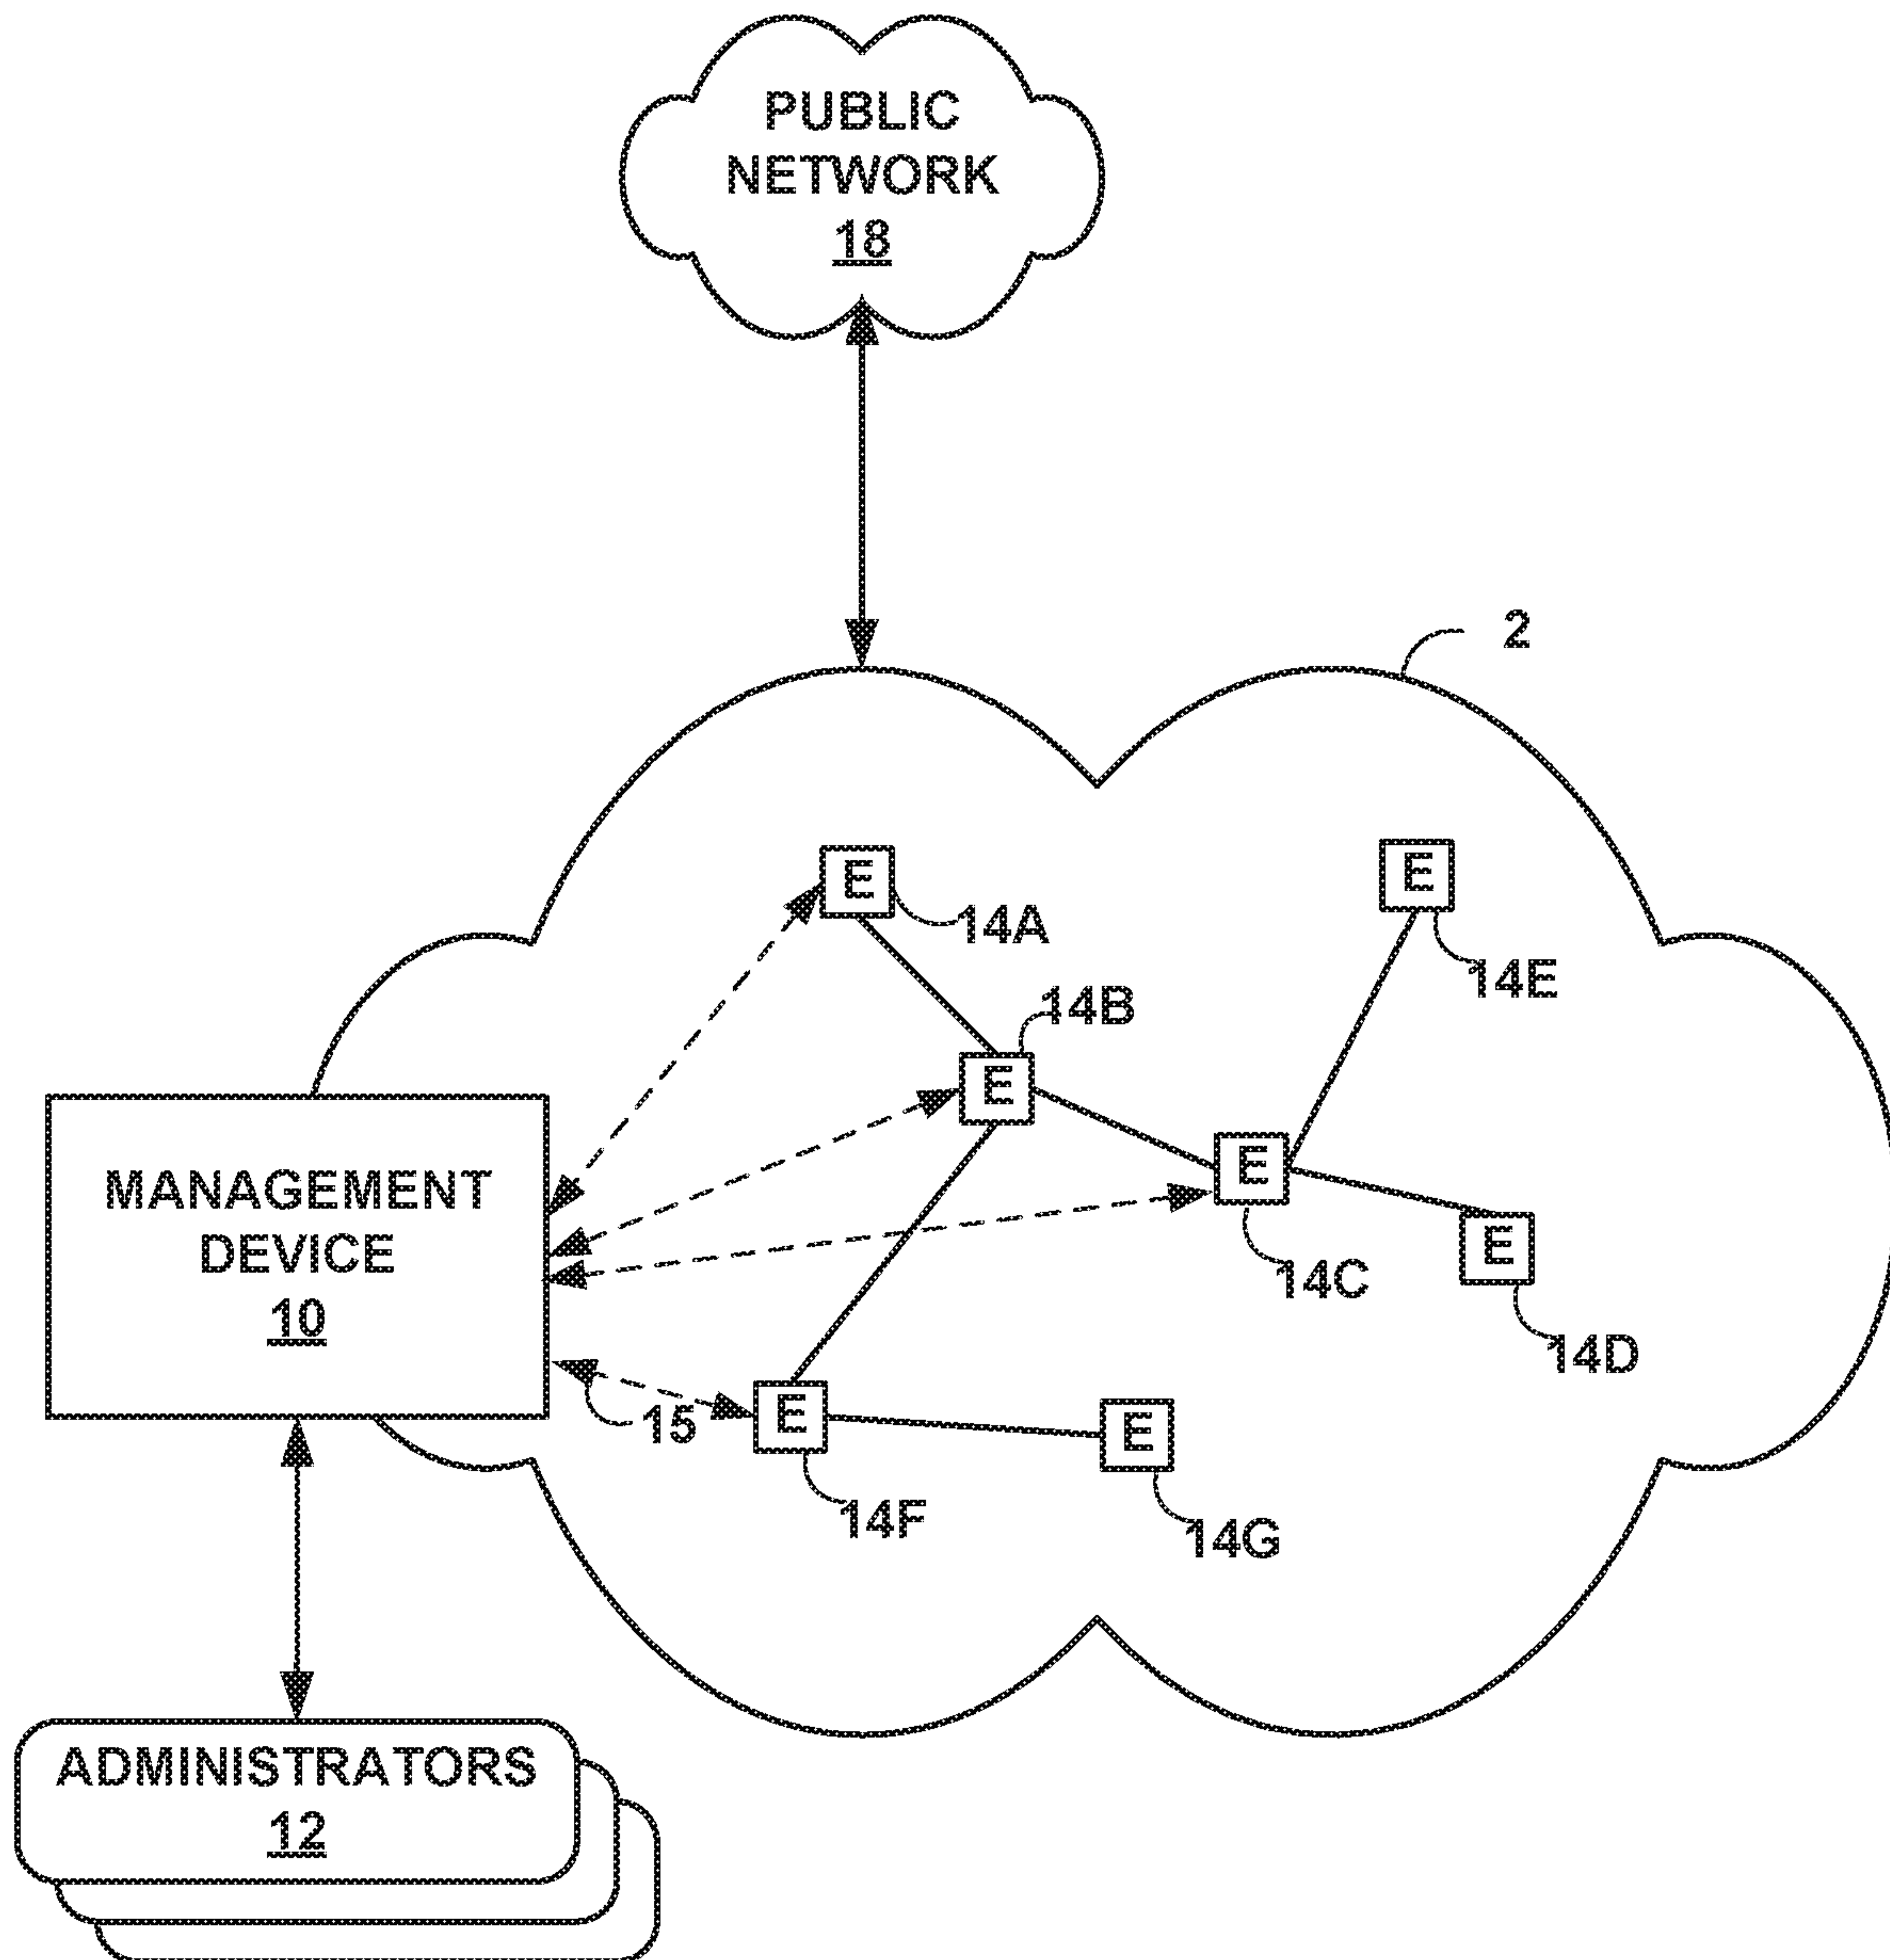 PUBLIC
NETWORK
18
2
E
14A
E
14E
14B
E
MANAGEMENT
DEVICE
10
E
14C
E
14D
15
E
14F
E
14G
ADMINISTRATORS
12